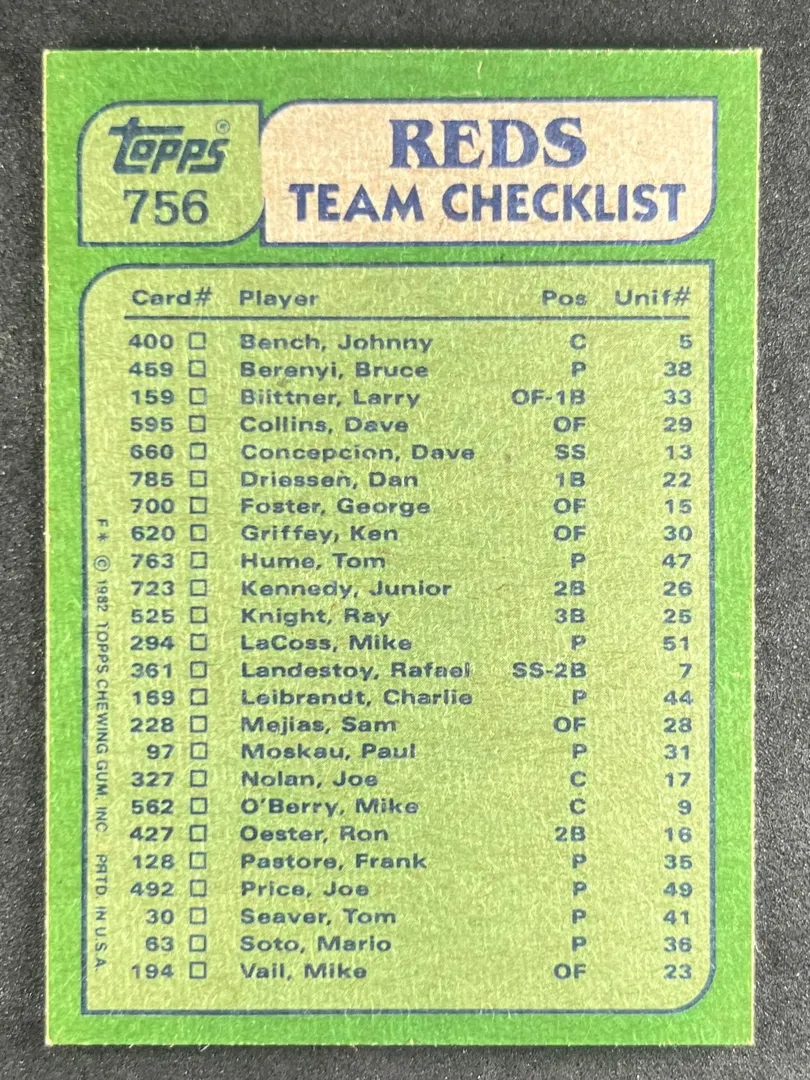 topps®
756
REDS
TEAM CHECKLIST
Card# Player Pos Unif#
400 □ Bench, Johnny C 5
459 □ Berenyi, Bruce P 38
159 □ Biittner, Larry OF-1B 33
595 □ Collins, Dave OF 29
660 □ Concepcion, Dave SS 13
785 □ Driessen, Dan 1B 22
700 □ Foster, George OF 15
620 □ Griffey, Ken OF 30
763 □ Hume, Tom P 47
723 □ Kennedy, Junior 2B 26
525 □ Knight, Ray 3B 25
294 □ LaCoss, Mike P 51
361 □ Landestoy, Rafael SS-2B 7
169 □ Leibrandt, Charlie P 44
228 □ Mejias, Sam OF 28
97 □ Moskau, Paul P 31
327 □ Nolan, Joe C 17
562 □ O'Berry, Mike C 9
427 □ Oester, Ron 2B 16
128 □ Pastore, Frank P 35
492 □ Price, Joe P 49
30 □ Seaver, Tom P 41
63 □ Soto, Mario P 36
194 □ Vail, Mike OF 23
F* © 1982 TOPPS CHEWING GUM, INC. PRTD. IN U.S.A.